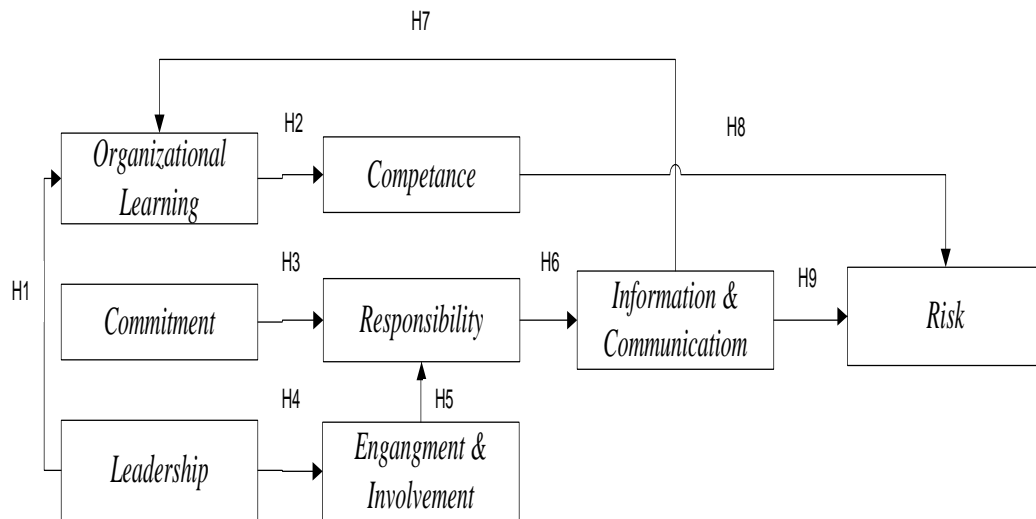 H7
H2
H8
Organizational
Learning
Competance
H1
H3
H6
H9
Commitment
Responsibility
Information &
Communicatiom
Risk
H4
H5
Leadership
Engangment &
Involvement